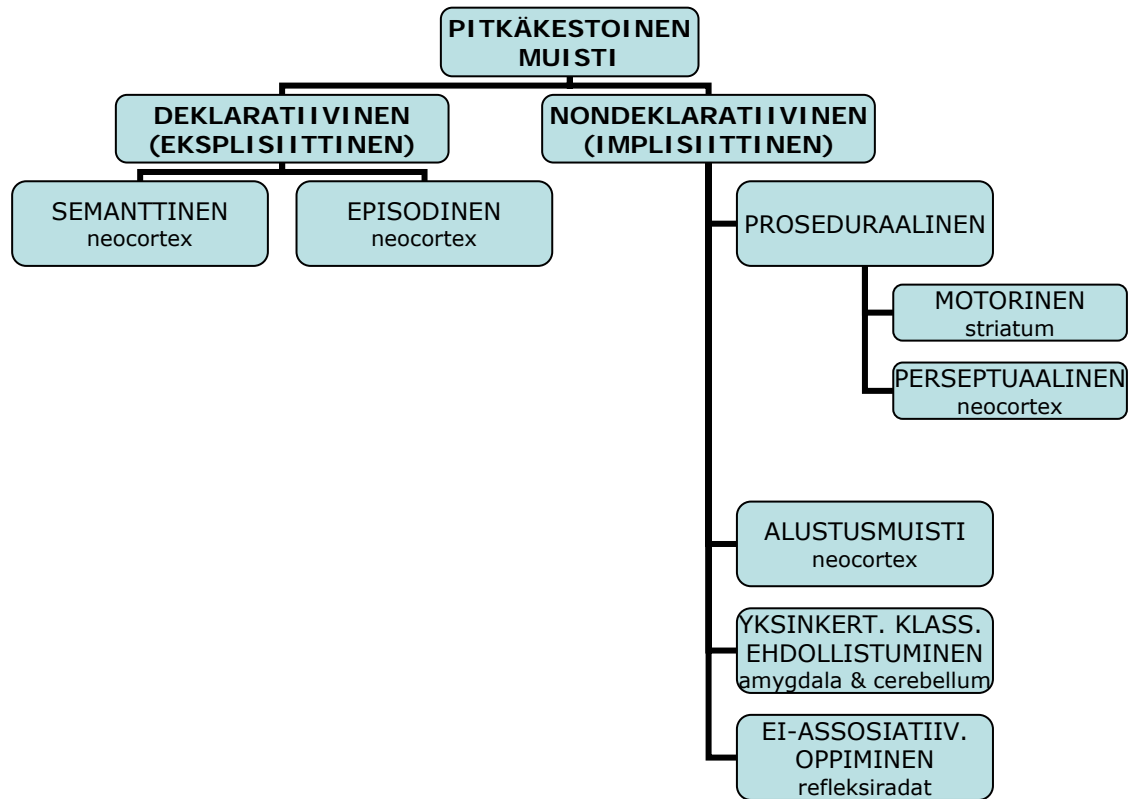 PITKÄKESTOINEN
MUISTI
DEKLARATIIVINEN
(EKSPLISIITTINEN)
NONDEKLARATIIVINEN
(IMPLISIITTINEN)
SEMANTTINEN
neocortex
EPISODINEN
neocortex
PROSEDURAALINEN
MOTORINEN
striatum
PERSEPTUAALINEN
neocortex
ALUSTUSMUISTI
neocortex
YKSINKERT. KLASS.
EHDOLLISTUMINEN
amygdala & cerebellum
EI-ASSOSIATIIV.
OPPIMINEN
refleksiradat